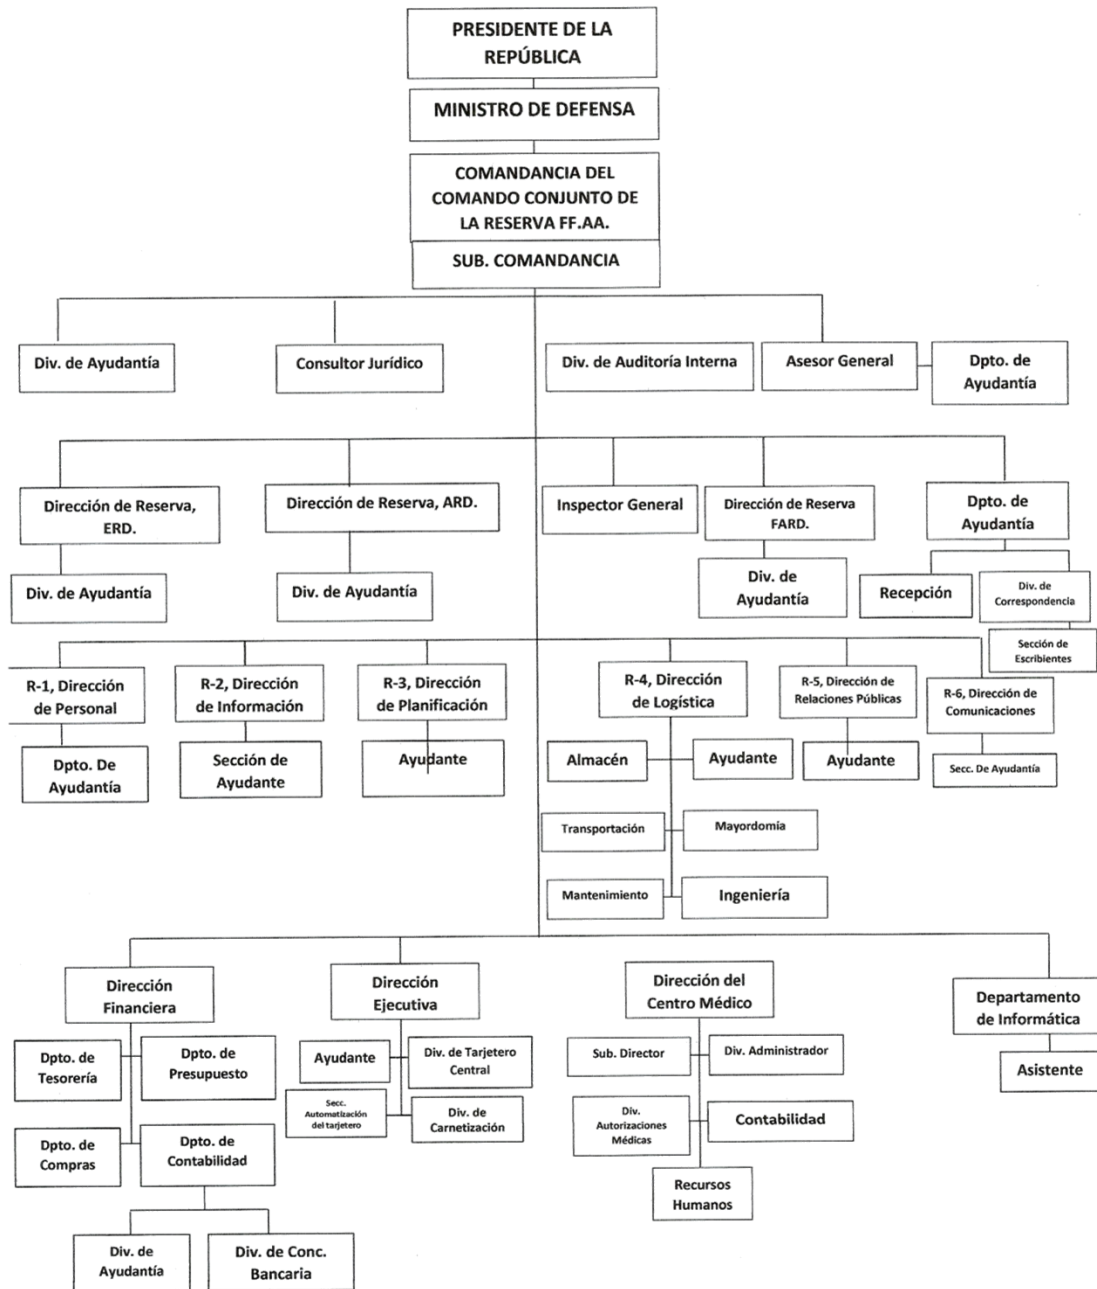 PRESIDENTE DE LA
REPÚBLICA
MINISTRO DE DEFENSA
COMANDANCIA DEL
COMANDO CONJUNTO DE
LA RESERVA FF.AA.
SUB. COMANDANCIA
Div. de Ayudantía
Consultor Jurídico
Div. de Auditoría Interna
Asesor General
Dpto. de
Ayudantía
Dirección de Reserva,
ERD.
Dirección de Reserva, ARD.
Inspector General
Dirección de Reserva
FARD.
Dpto. de
Ayudantía
Div. de Ayudantía
Div. de Ayudantía
Div. de
Ayudantía
Recepción
Div. de
Correspondencia
Sección de
Escribientes
R-1, Dirección
de Personal
R-2, Dirección
de Información
R-3, Dirección
de Planificación
R-4, Dirección
de Logística
R-5, Dirección de
Relaciones Públicas
R-6, Dirección de
Comunicaciones
Dpto. De
Ayudantía
Sección de
Ayudante
Ayudante
Almacén
Ayudante
Ayudante
Secc. De Ayudantía
Transportación
Mayordomia
Mantenimiento
Ingeniería
Dirección
Financiera
Dirección
Ejecutiva
Dirección del
Centro Médico
Departamento
de Informática
Dpto. de
Tesorería
Dpto. de
Presupuesto
Ayudante
Div. de Tarjetero
Central
Sub. Director
Div. Administrador
Asistente
Secc.
Automatización
del tarjetero
Div. de
Carnetización
Div.
Autorizaciones
Médicas
Contabilidad
Dpto. de
Compras
Dpto. de
Contabilidad
Recursos
Humanos
Div. de
Ayudantía
Div. de Conc.
Bancaria